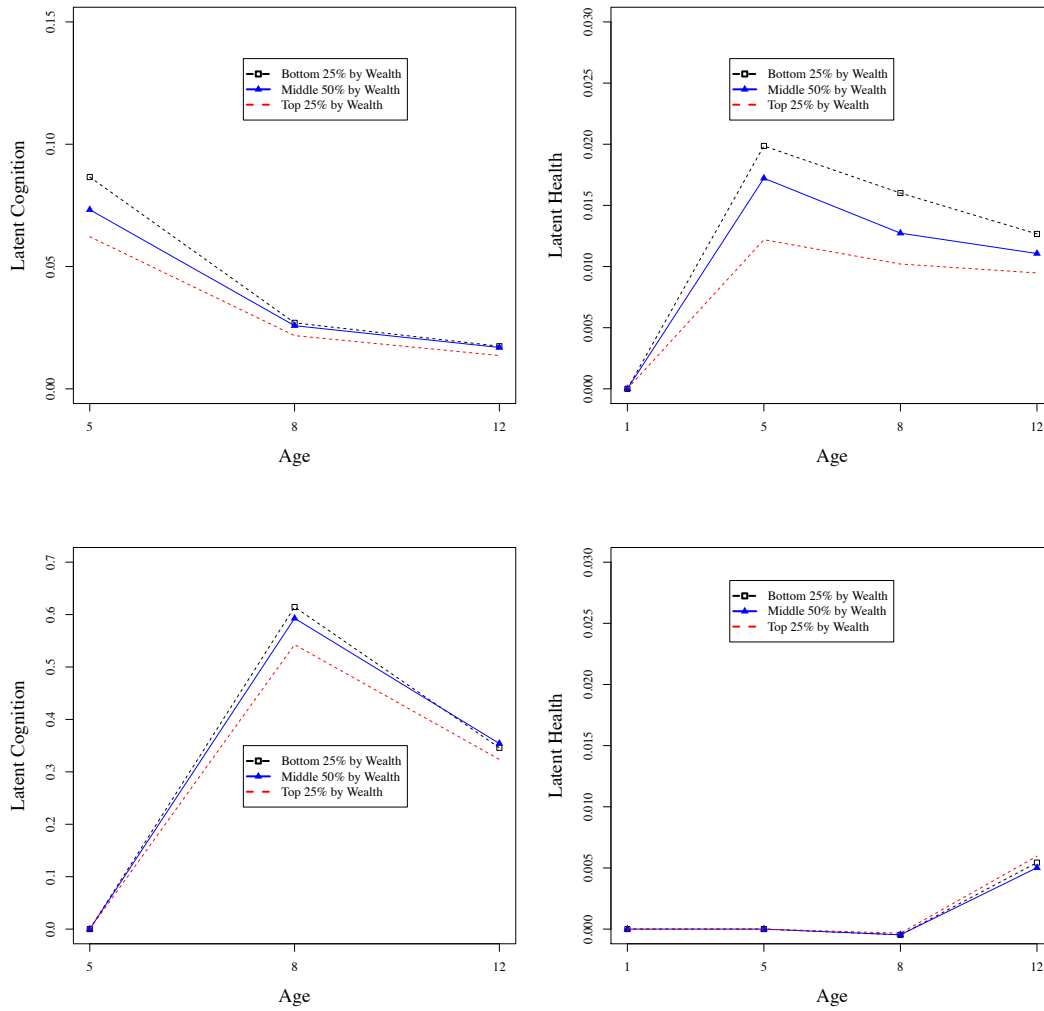 0.15
0.10
0.05
0.00
Latent Cognition
Bottom 25% by Wealth
Middle 50% by Wealth
Top 25% by Wealth
5
8
12
Age
0.030
0.025
0.020
0.015
0.010
0.005
0.000
Latent Health
Bottom 25% by Wealth
Middle 50% by Wealth
Top 25% by Wealth
1
5
8
12
Age
0.7
0.6
0.5
0.4
0.3
0.2
0.1
0.0
Latent Cognition
Bottom 25% by Wealth
Middle 50% by Wealth
Top 25% by Wealth
5
8
12
Age
0.030
0.025
0.020
0.015
0.010
0.005
0.000
Latent Health
Bottom 25% by Wealth
Middle 50% by Wealth
Top 25% by Wealth
1
5
8
12
Age